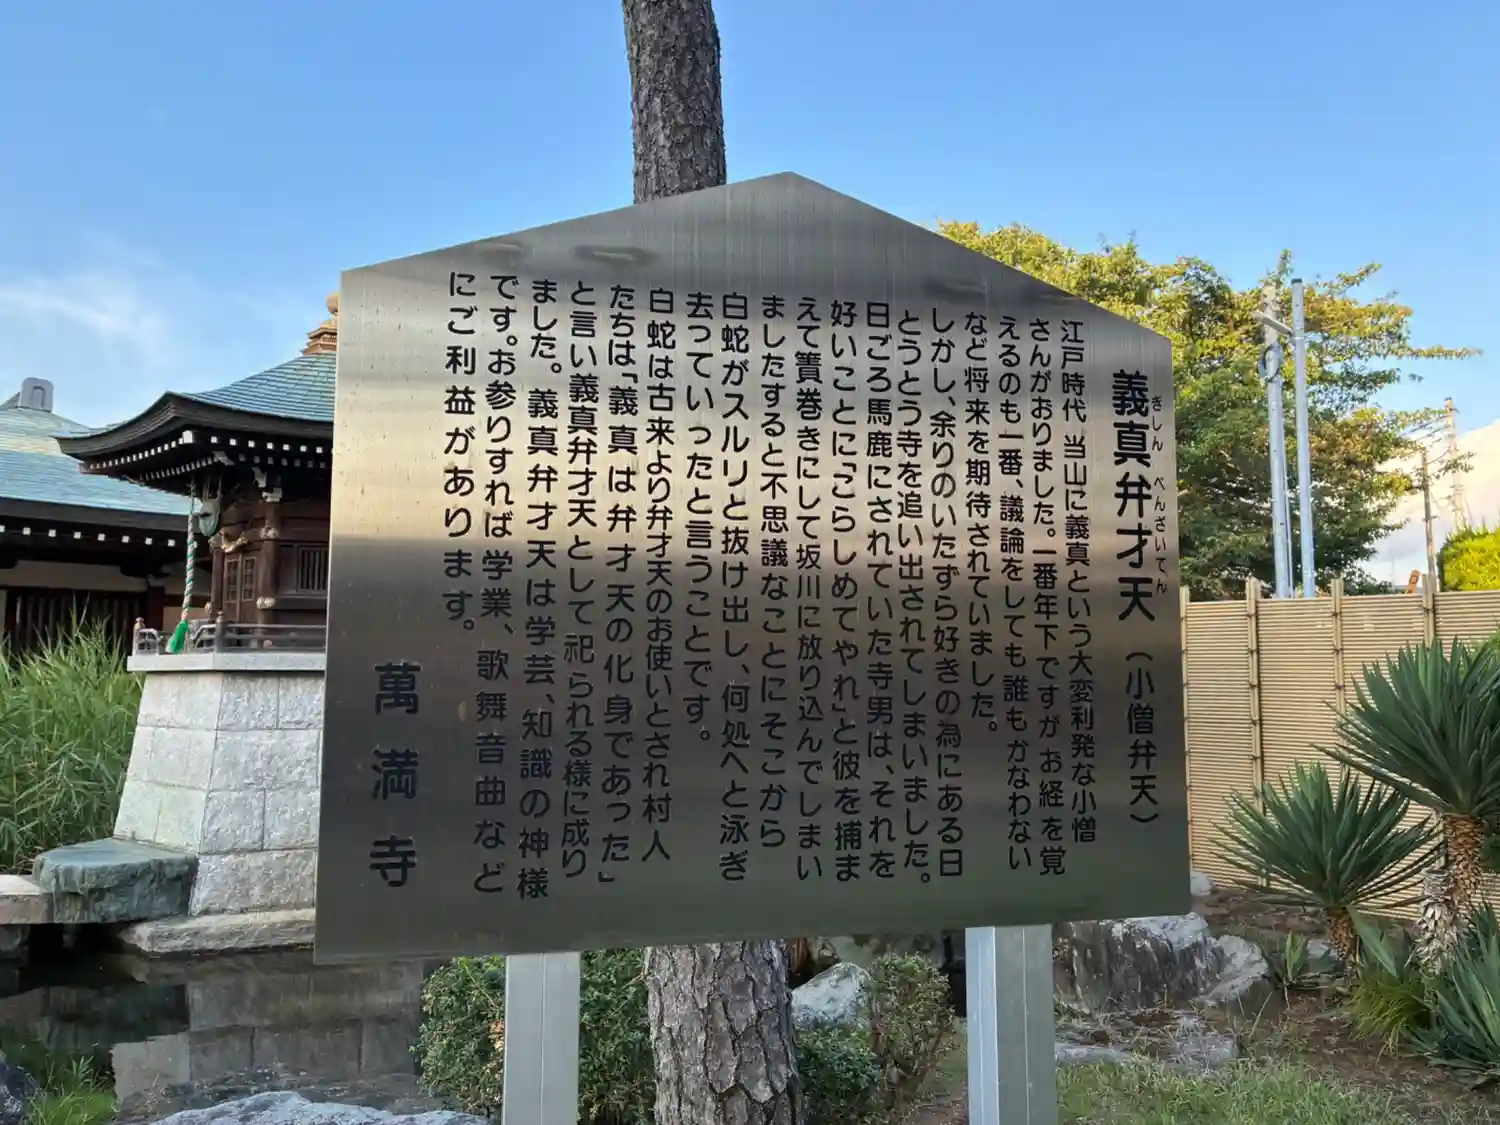 義真弁才天（小僧弁天）
ぎしん べんざいてん
江戸時代 当山に義真という大変利発な小僧
さんがおりました。一番年下ですがお経を覚
えるのも一番、議論をしても誰もかなわない
など将来を期待されていました。
しかし、余りのいたずら好きの為にある日
とうとう寺を追い出されてしまいました。
日ごろ馬鹿にされていた寺男は、それを
好いことに「こらしめてやれ」と彼を捕ま
えて簀巻きにして坂川に放り込んでしまい
ましたすると不思議なことにそこから
白蛇がスルリと抜け出し、何処へと泳ぎ
去っていったと言うことです。
白蛇は古来より弁才天のお使いとされ村人
たちは「義真は弁才天の化身であった」
と言い義真弁才天として祀られる様に成り
ました。義真弁才天は学芸、知識の神様
です。お参りすれば学業、歌舞音曲など
にご利益があります。
萬満寺